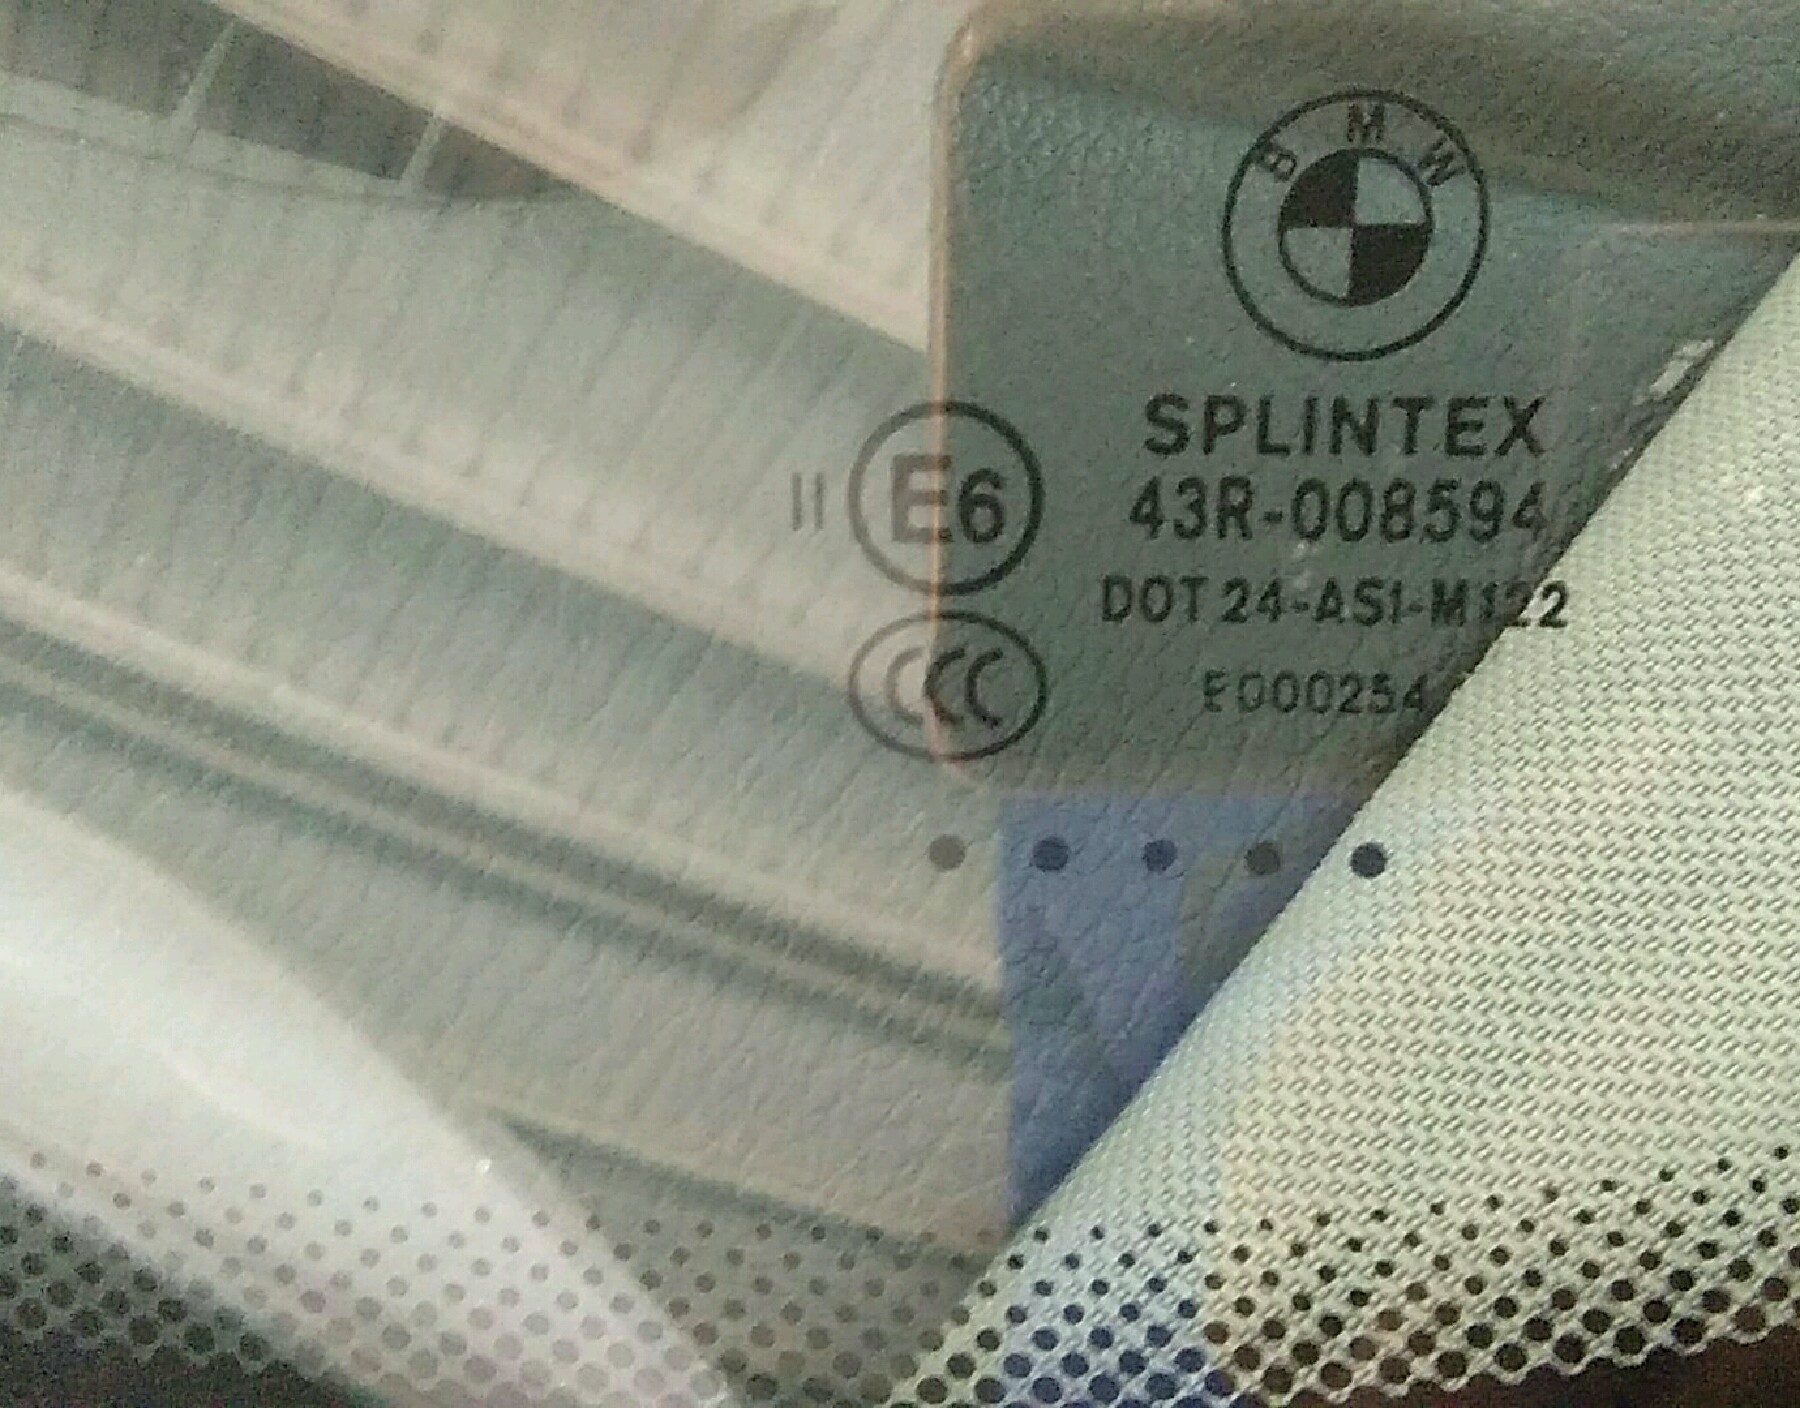 BMW
SPLINTEX
II E6 43R-008594
DOT 24-AS1-M122
CCC E000254